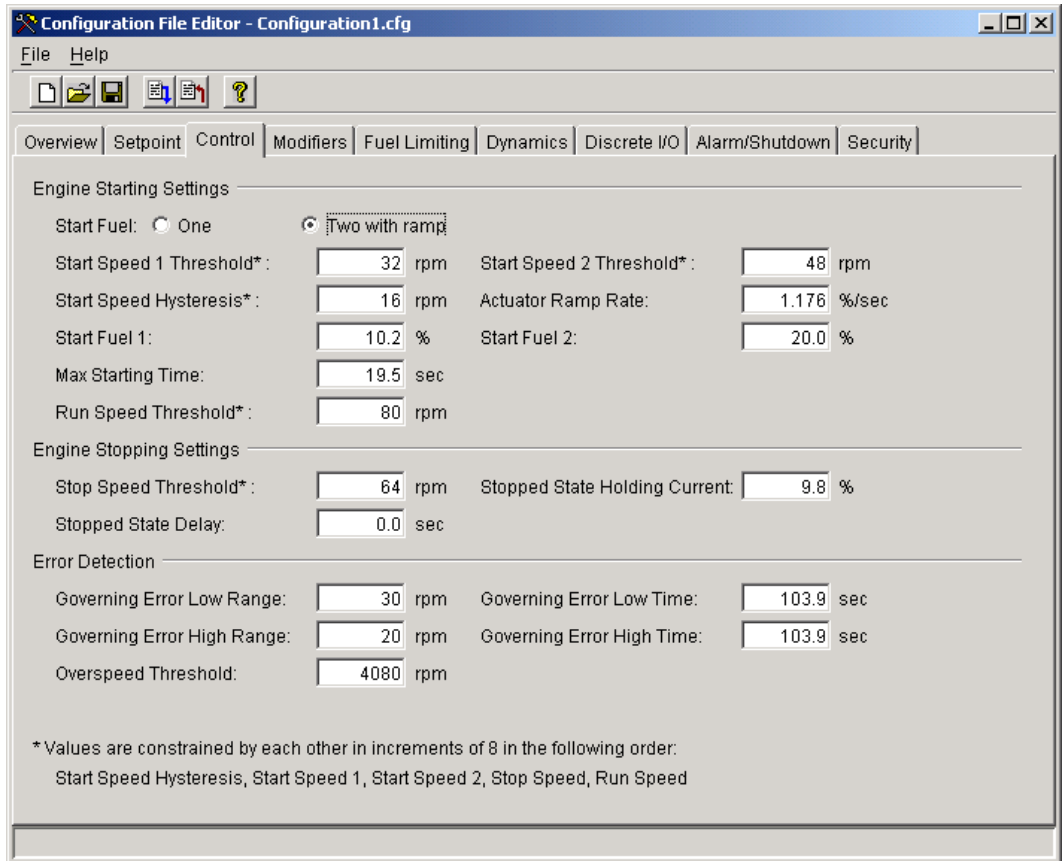 Configuration File Editor - Configuration1.cfg
File Help
Overview Setpoint Control Modifiers Fuel Limiting Dynamics Discrete I/O Alarm/Shutdown Security
Engine Starting Settings
Start Fuel: One Two with ramp
Start Speed 1 Threshold* : 32 rpm Start Speed 2 Threshold* : 48 rpm
Start Speed Hysteresis* : 16 rpm Actuator Ramp Rate: 1.176 %/sec
Start Fuel 1: 10.2 % Start Fuel 2: 20.0 %
Max Starting Time: 19.5 sec
Run Speed Threshold* : 80 rpm
Engine Stopping Settings
Stop Speed Threshold* : 64 rpm Stopped State Holding Current: 9.8 %
Stopped State Delay: 0.0 sec
Error Detection
Governing Error Low Range: 30 rpm Governing Error Low Time: 103.9 sec
Governing Error High Range: 20 rpm Governing Error High Time: 103.9 sec
Overspeed Threshold: 4080 rpm
* Values are constrained by each other in increments of 8 in the following order:
Start Speed Hysteresis, Start Speed 1, Start Speed 2, Stop Speed, Run Speed